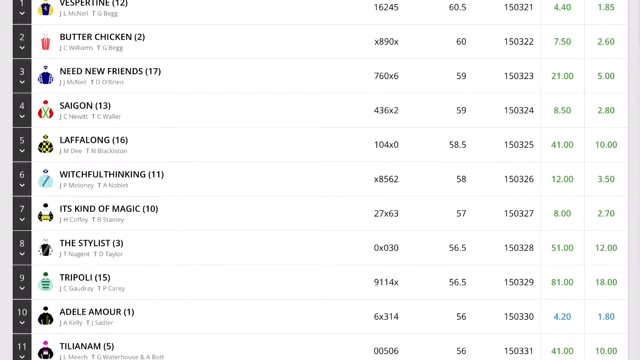 1 VESPERTINE (12) 16245 60.5 150321 4.40 1.85
J L McNeil T G Begg
2 BUTTER CHICKEN (2) x890x 60 150322 7.50 2.60
J C Williams T G Begg
3 NEED NEW FRIENDS (17) 760x6 59 150323 21.00 5.00
J J McNeil T D O'Brien
4 SAIGON (13) 436x2 59 150324 8.50 2.80
J C Newitt T C Waller
5 LAFFALONG (16) 104x0 58.5 150325 41.00 10.00
J M Dee T N Blackiston
6 WITCHFULTHINKING (11) x8562 58 150326 12.00 3.50
J P Moloney T A Noblet
7 ITS KIND OF MAGIC (10) 27x63 57 150327 8.00 2.70
J H Coffey T B Stanley
8 THE STYLIST (3) 0x030 56.5 150328 51.00 12.00
J T Nugent T D Taylor
9 TRIPOLI (15) 9114x 56.5 150329 81.00 18.00
J C Gaudray T P Carey
10 ADELE AMOUR (1) 6x314 56 150330 4.20 1.80
J A Kelly T J Sadler
11 TILIANAM (5) 00506 56 150331 41.00 10.00
J L Meech T G Waterhouse & A Bott